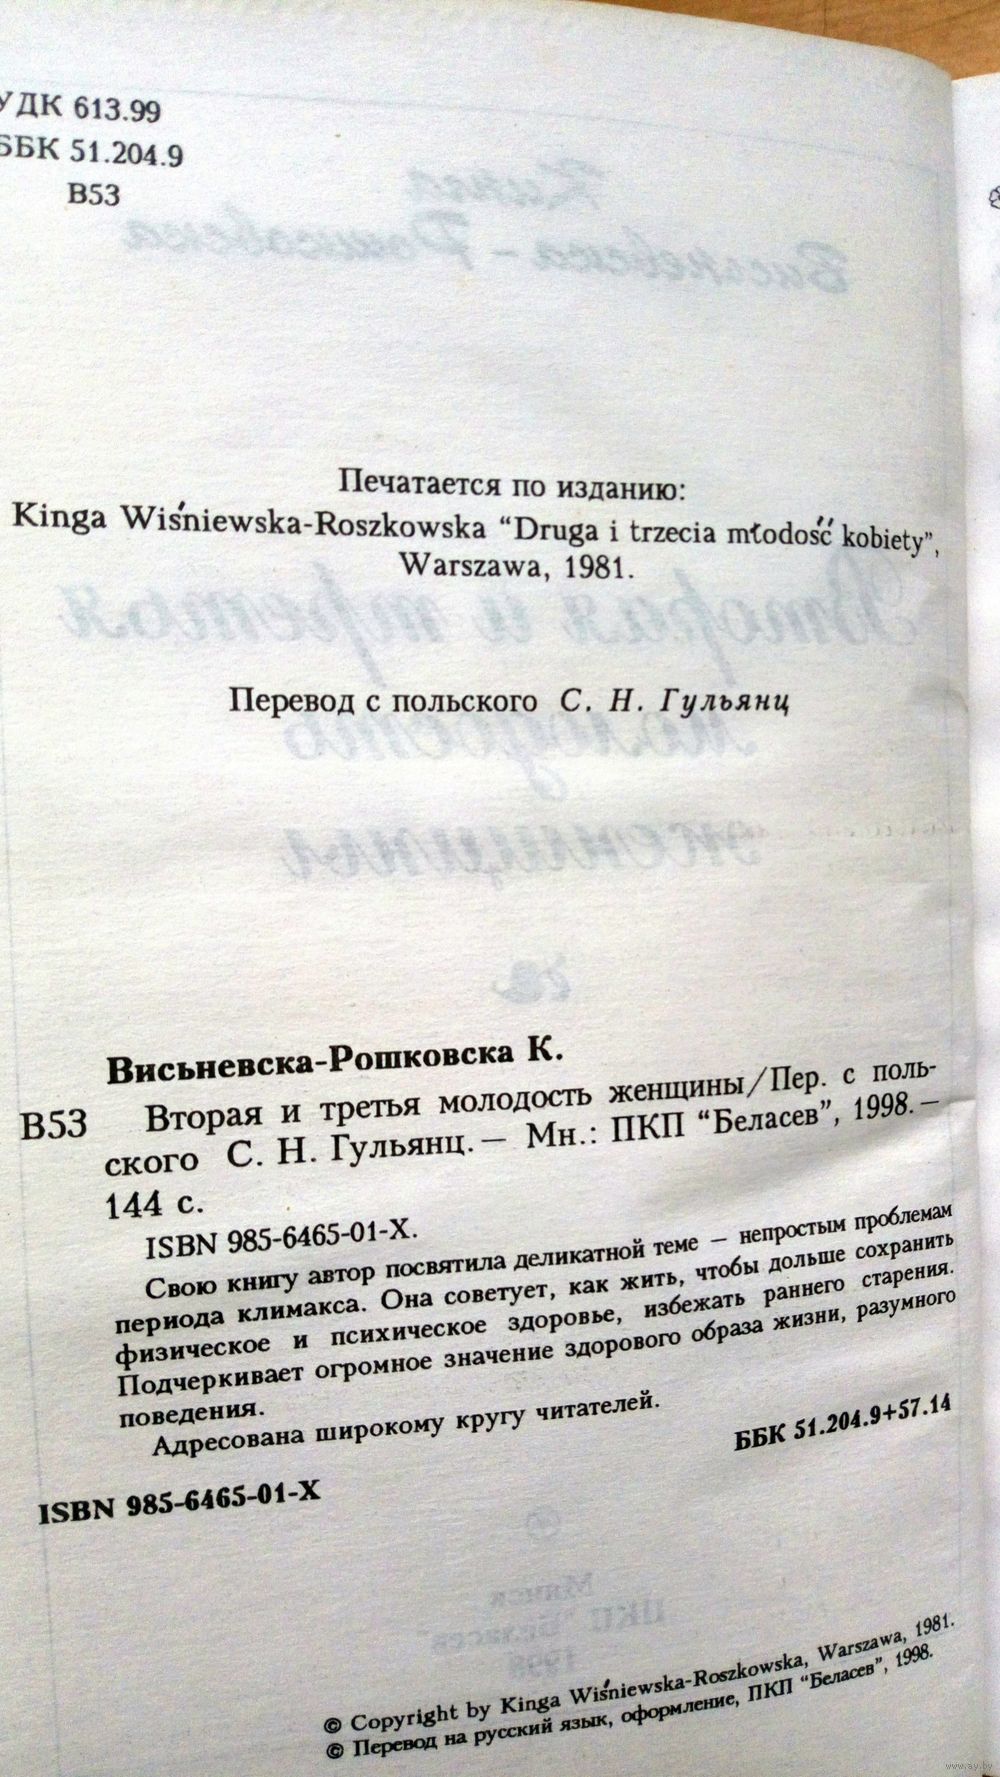 УДК 613.99
ББК 51.204.9
В53
Печатается по изданию:
Kinga Wiśniewska-Roszkowska “Druga i trzecia młodość kobiety”,
Warszawa, 1981.
Перевод с польского С. Н. Гульянц
Висьневска-Рошковска К.
В53 Вторая и третья молодость женщины/Пер. с поль-
ского С. Н. Гульянц.— Мн.: ПКП “Беласев”, 1998.—
144 с.
ISBN 985-6465-01-X.
Свою книгу автор посвятила деликатной теме — непростым проблемам
периода климакса. Она советует, как жить, чтобы дольше сохранить
физическое и психическое здоровье, избежать раннего старения.
Подчеркивает огромное значение здорового образа жизни, разумного
поведения.
Адресована широкому кругу читателей.
ББК 51.204.9+57.14
ISBN 985-6465-01-X
© Copyright by Kinga Wiśniewska-Roszkowska, Warszawa, 1981.
© Перевод на русский язык, оформление, ПКП “Беласев”, 1998.
www.ay.by